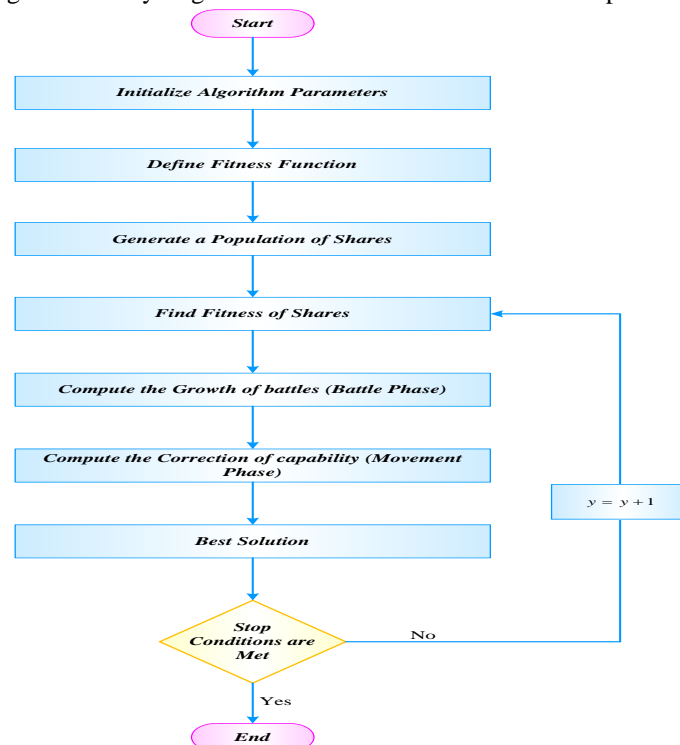 Start
Initialize Algorithm Parameters
Define Fitness Function
Generate a Population of Shares
Find Fitness of Shares
Compute the Growth of battles (Battle Phase)
Compute the Correction of capability (Movement
Phase)
y = y + 1
Best Solution
Stop
Conditions are
Met
No
Yes
End